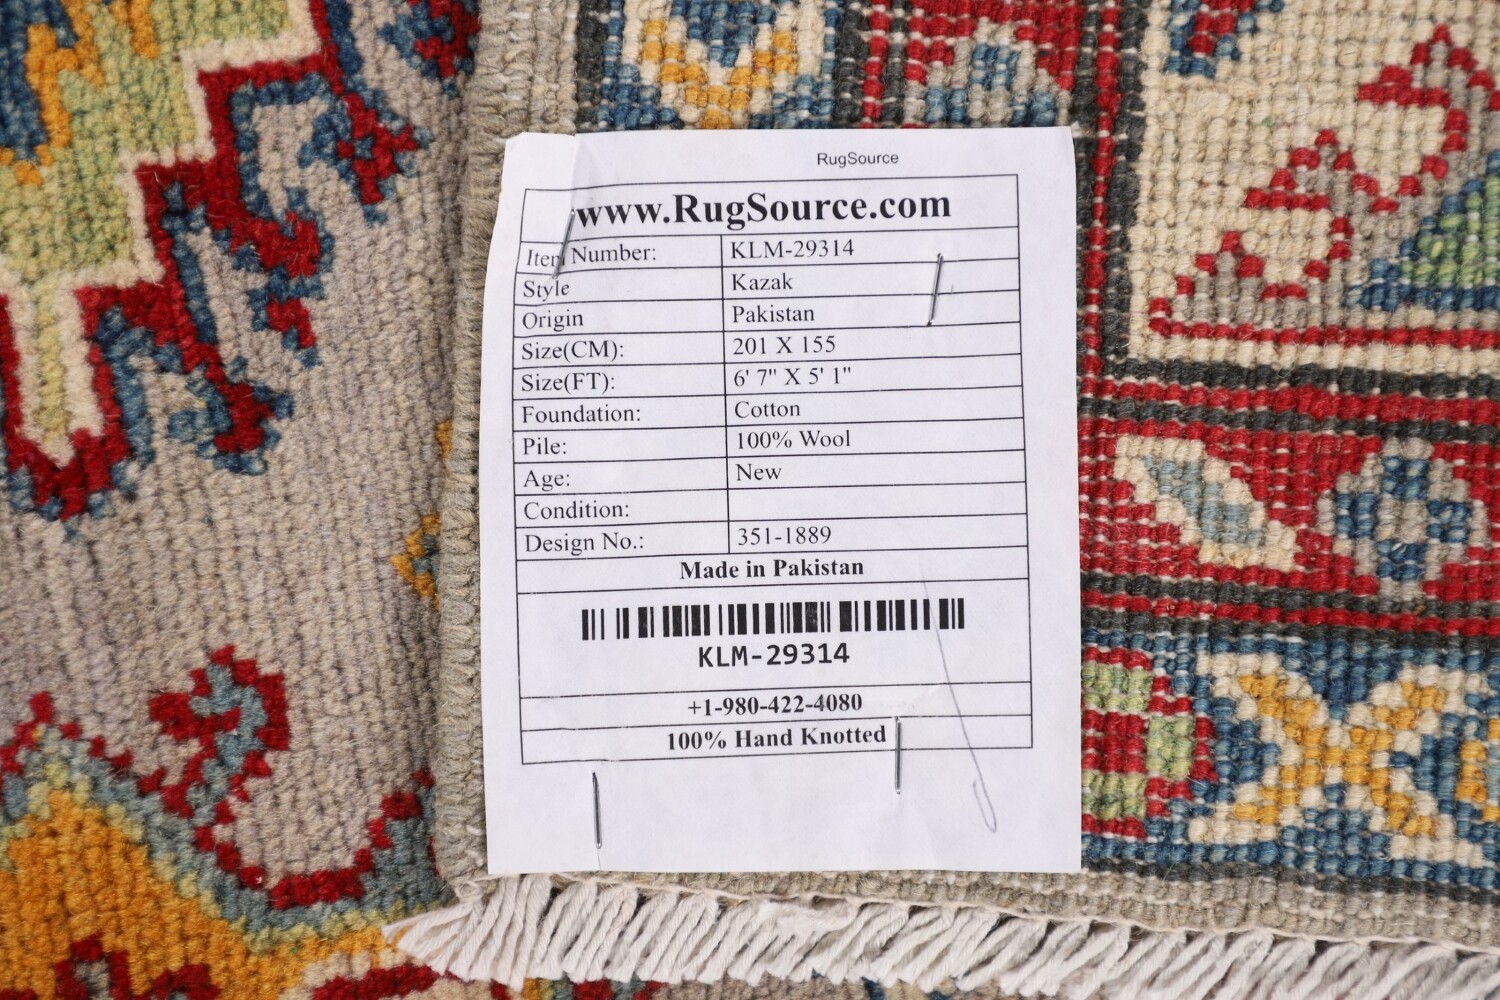 RugSource
www.RugSource.com
Item Number: KLM-29314
Style Kazak
Origin Pakistan
Size(CM): 201 X 155
Size(FT): 6' 7" X 5' 1"
Foundation: Cotton
Pile: 100% Wool
Age: New
Condition:
Design No.: 351-1889
Made in Pakistan
KLM-29314
+1-980-422-4080
100% Hand Knotted